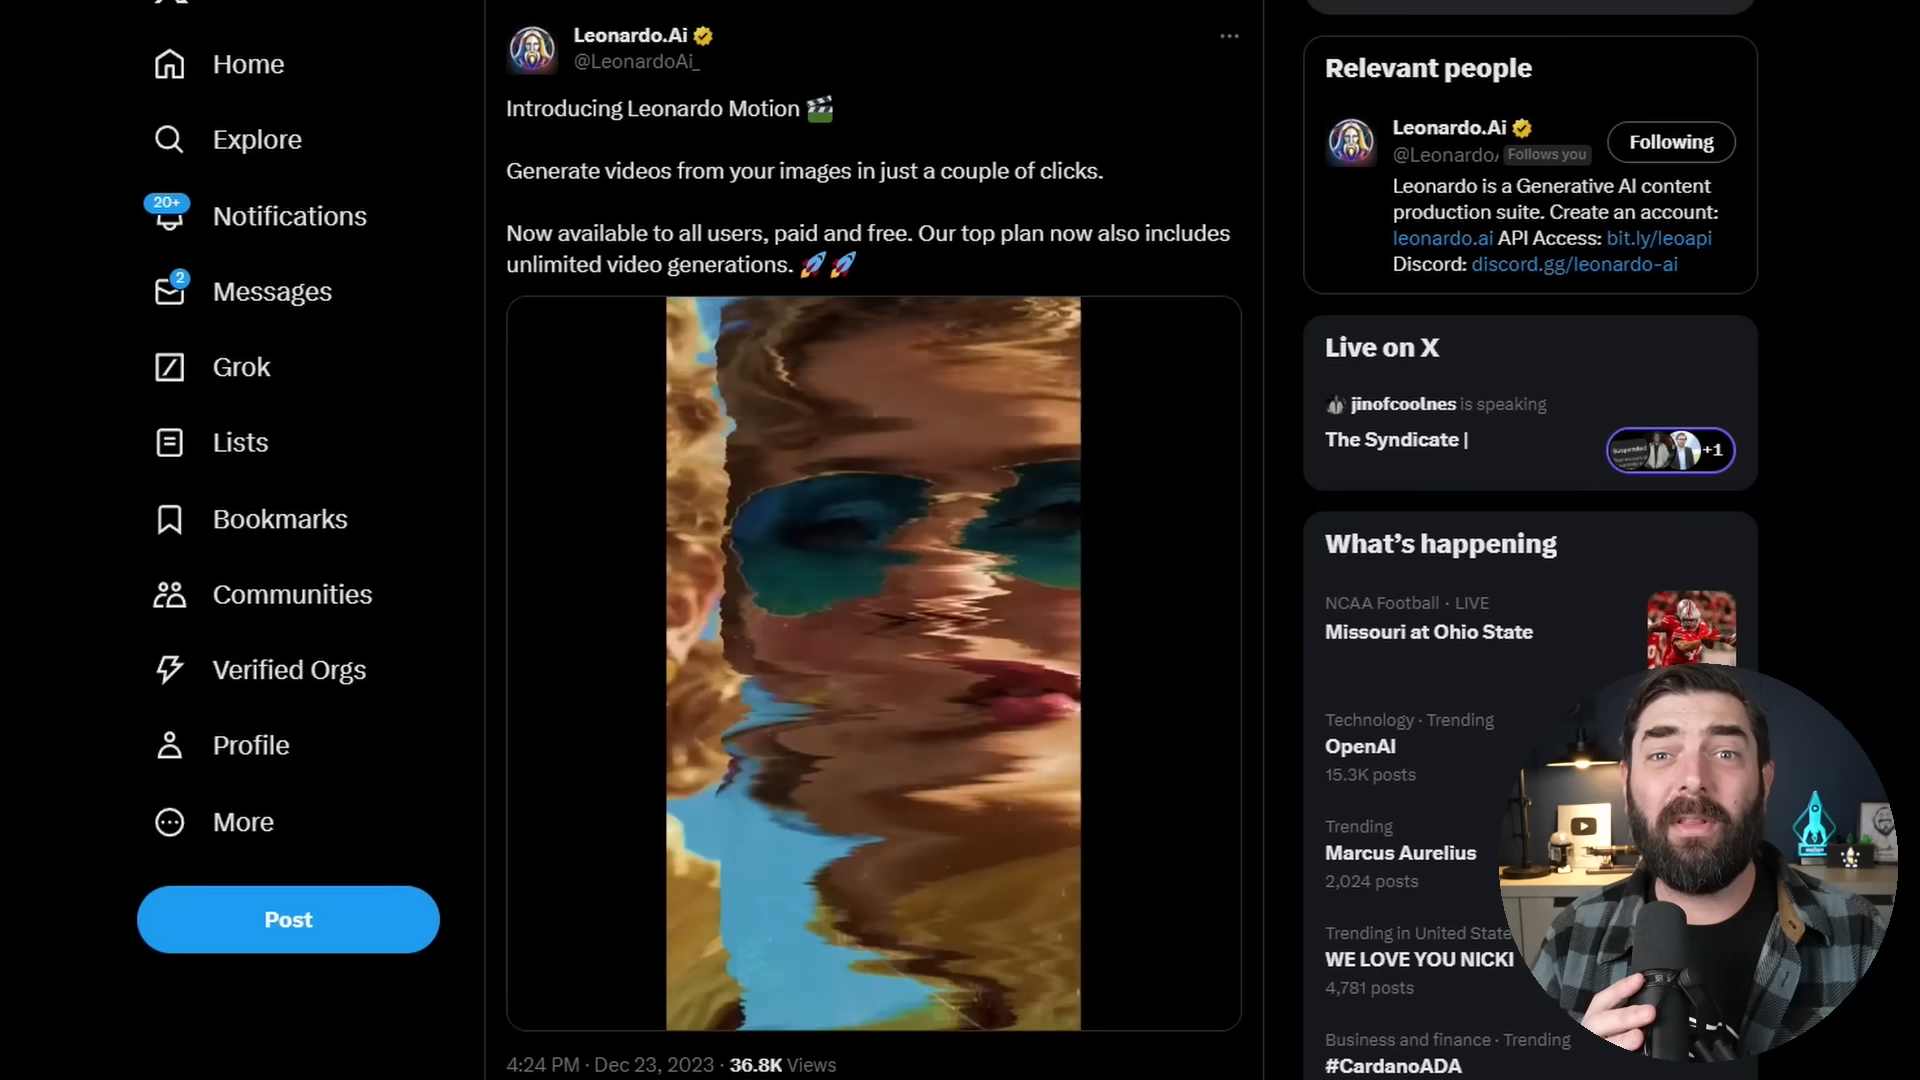 Home
Explore
20+
Notifications
2
Messages
Grok
Lists
Bookmarks
Communities
Verified Orgs
Profile
More
Post
Leonardo.Ai
@LeonardoAi_
Introducing Leonardo Motion 🎬
Generate videos from your images in just a couple of clicks.
Now available to all users, paid and free. Our top plan now also includes
unlimited video generations. 🚀🚀
4:24 PM · Dec 23, 2023 · 36.8K Views
Relevant people
Leonardo.Ai
@Leonardo Follows you
Following
Leonardo is a Generative AI content
production suite. Create an account:
leonardo.ai API Access: bit.ly/leoapi
Discord: discord.gg/leonardo-ai
Live on X
jinofcoolnes is speaking
The Syndicate |
Suspended
+1
What's happening
NCAA Football · LIVE
Missouri at Ohio State
Technology · Trending
OpenAI
15.3K posts
Trending
Marcus Aurelius
2,024 posts
Trending in United State
WE LOVE YOU NICKI
4,781 posts
Business and finance · Trending
#CardanoADA